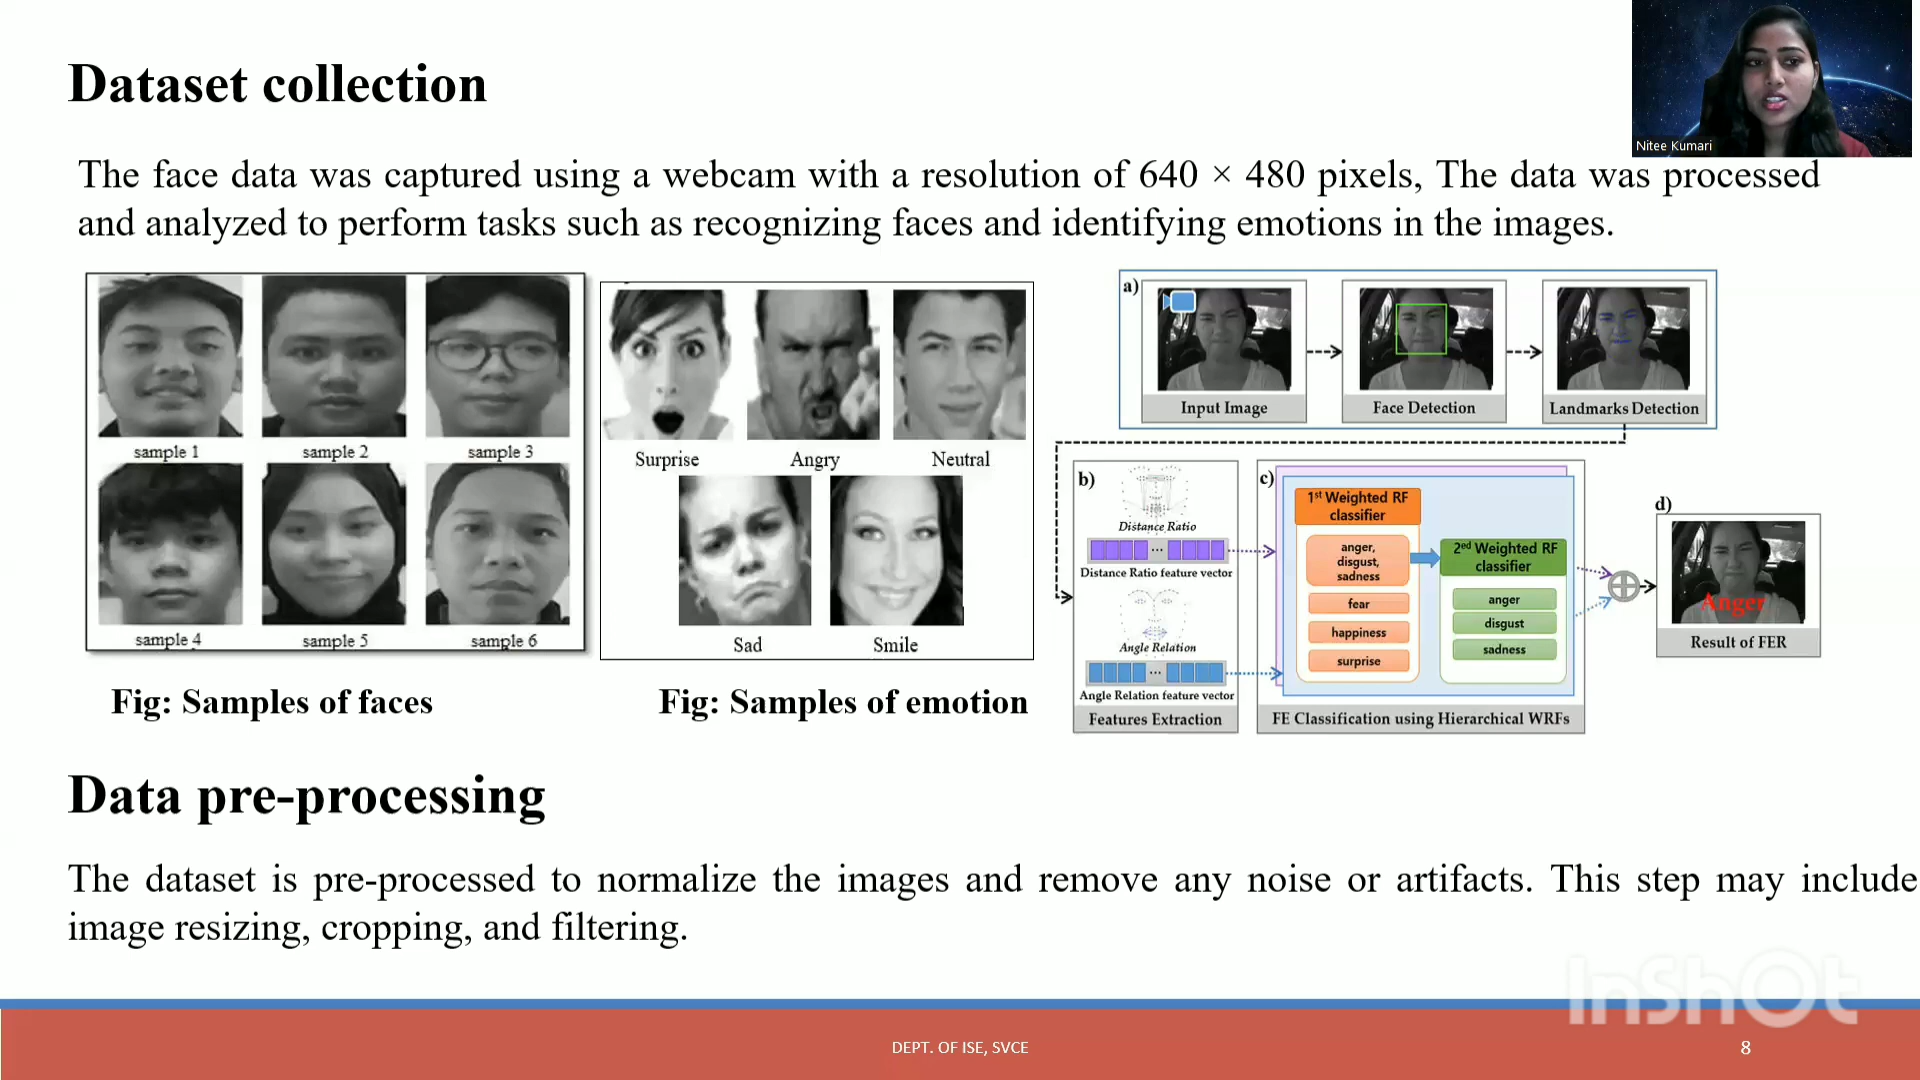 Dataset collection
Nitee Kumari
The face data was captured using a webcam with a resolution of 640 × 480 pixels, The data was processed
and analyzed to perform tasks such as recognizing faces and identifying emotions in the images.
sample 1
sample 2
sample 3
sample 4
sample 5
sample 6
Fig: Samples of faces
Surprise
Angry
Neutral
Sad
Smile
Fig: Samples of emotion
a)
Input Image
Face Detection
Landmarks Detection
b)
Distance Ratio
...
Distance Ratio feature vector
Angle Relation
...
Angle Relation feature vector
Features Extraction
c)
1st Weighted RF
classifier
anger,
disgust,
sadness
fear
happiness
surprise
2ed Weighted RF
classifier
anger
disgust
sadness
FE Classification using Hierarchical WRFs
d)
Anger
Result of FER
Data pre-processing
The dataset is pre-processed to normalize the images and remove any noise or artifacts. This step may include
image resizing, cropping, and filtering.
InShOt
DEPT. OF ISE, SVCE
8